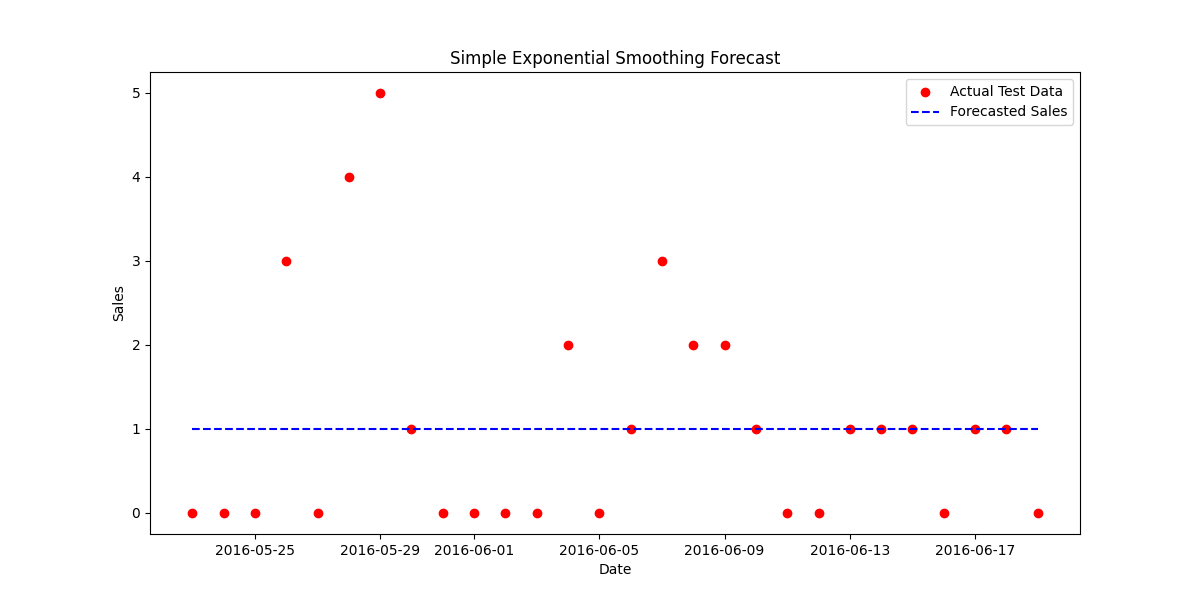 Simple Exponential Smoothing Forecast
Actual Test Data
Forecasted Sales
5
4
3
2
1
0
Sales
2016-05-25 2016-05-29 2016-06-01 2016-06-05 2016-06-09 2016-06-13 2016-06-17
Date